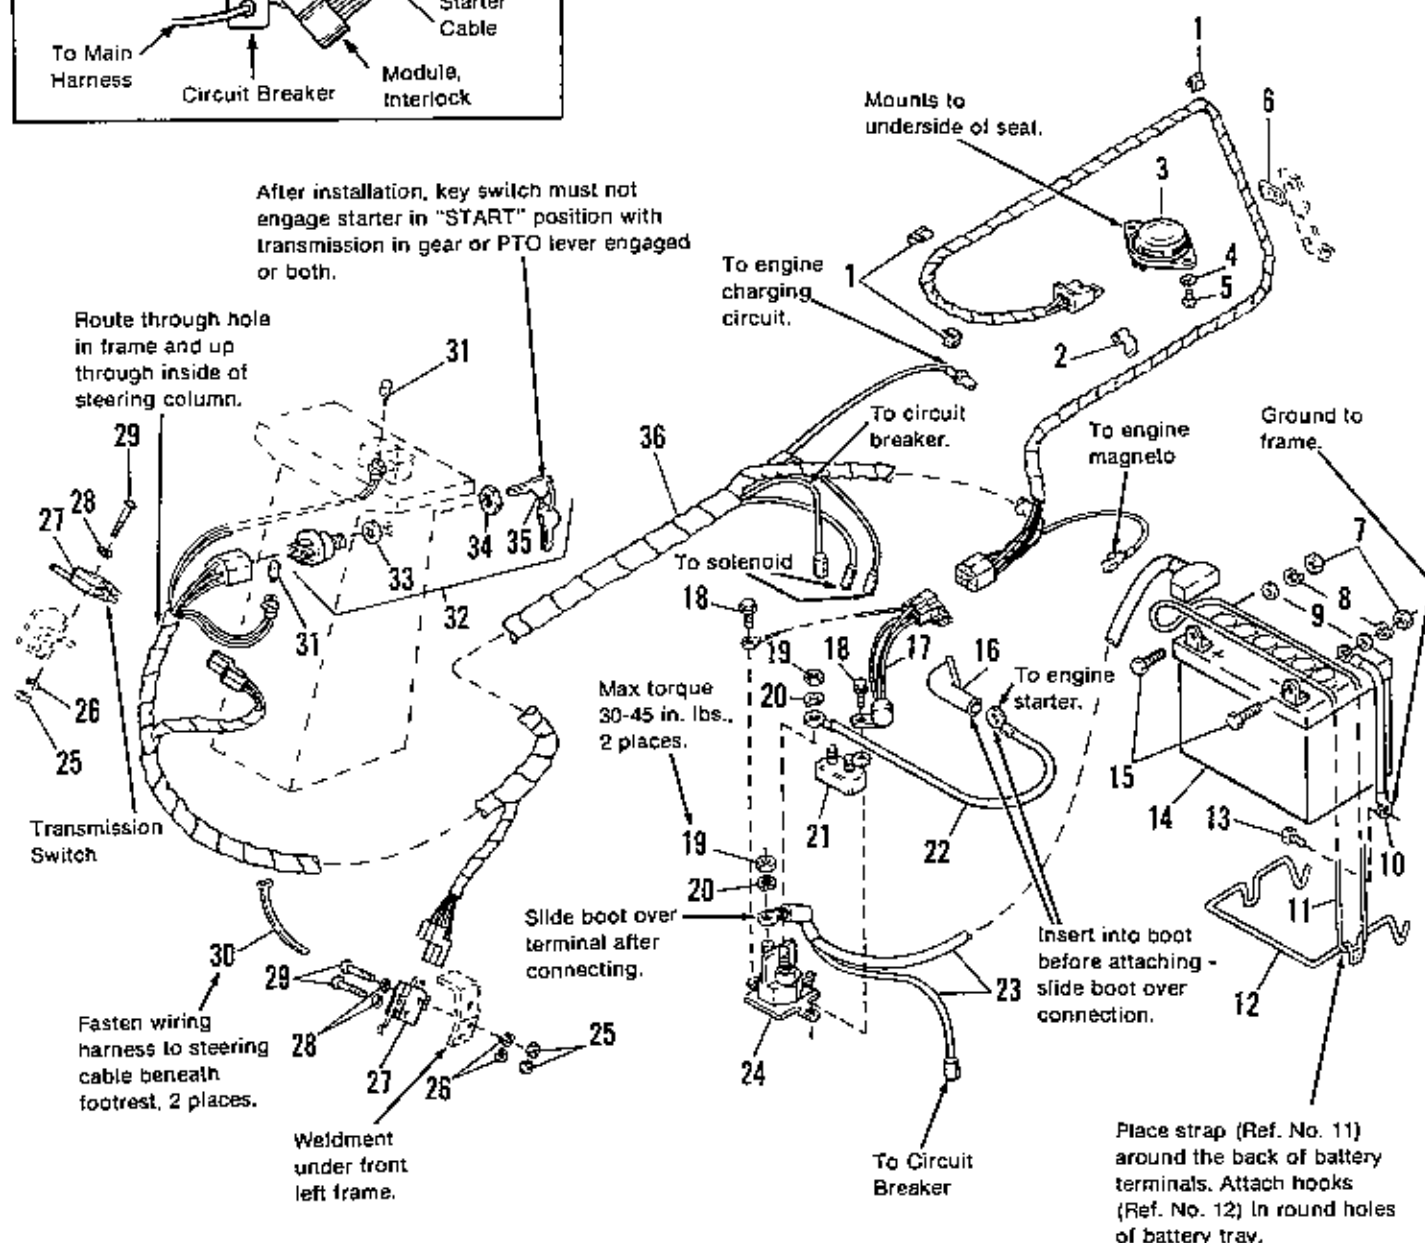 Starter
Cable
To Main
Harness
Circuit Breaker
Module,
Interlock
1
Mounts to
underside of seat.
6
3
After installation, key switch must not
engage starter in "START" position with
transmission in gear or PTO lever engaged
or both.
To engine
charging
circuit.
1
4
5
2
Route through hole
in frame and up
through inside of
steering column.
31
29
28
27
36
To circuit
breaker.
To engine
magneto
Ground to
frame.
34
35
33
32
31
To solenoid
7
8
9
18
19
18
17
16
20
To engine
starter.
Max torque
30-45 in. lbs.,
2 places.
26
25
15
14
13
10
21
22
Transmission
Switch
19
20
11
12
Slide boot over
terminal after
connecting.
Insert into boot
before attaching -
slide boot over
connection.
30
29
23
Fasten wiring
harness to steering
cable beneath
footrest, 2 places.
28
27
26
25
24
Weldment
under front
left frame.
To Circuit
Breaker
Place strap (Ref. No. 11)
around the back of battery
terminals. Attach hooks
(Ref. No. 12) in round holes
of battery tray.